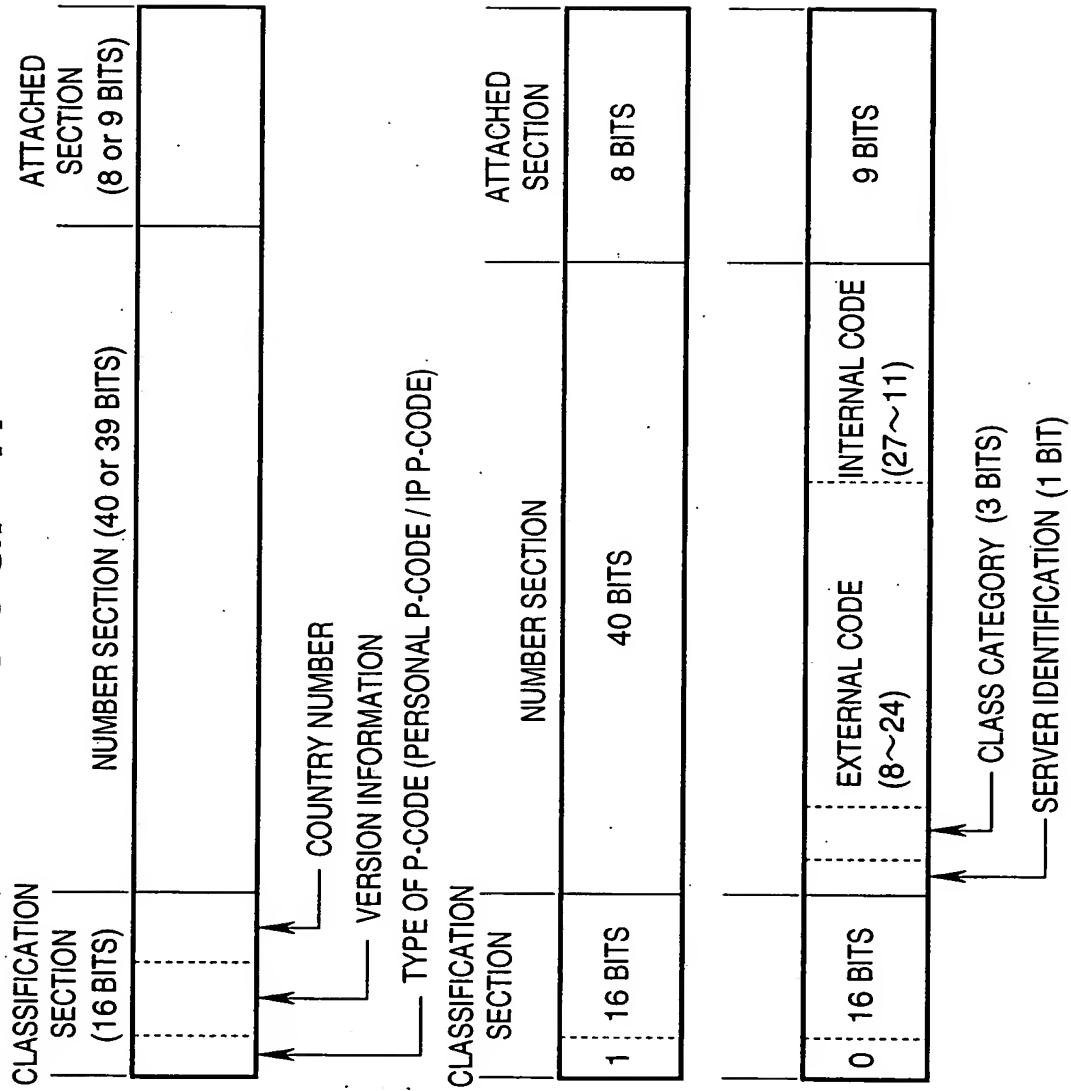 CLASSIFICATION
SECTION
(16 BITS)
NUMBER SECTION (40 or 39 BITS)
ATTACHED
SECTION
(8 or 9 BITS)
COUNTRY NUMBER
VERSION INFORMATION
TYPE OF P-CODE (PERSONAL P-CODE / IP P-CODE)
CLASSIFICATION
SECTION
NUMBER SECTION
ATTACHED
SECTION
1
16 BITS
40 BITS
8 BITS
0
16 BITS
EXTERNAL CODE
(8~24)
INTERNAL CODE
(27~11)
9 BITS
CLASS CATEGORY (3 BITS)
SERVER IDENTIFICATION (1 BIT)